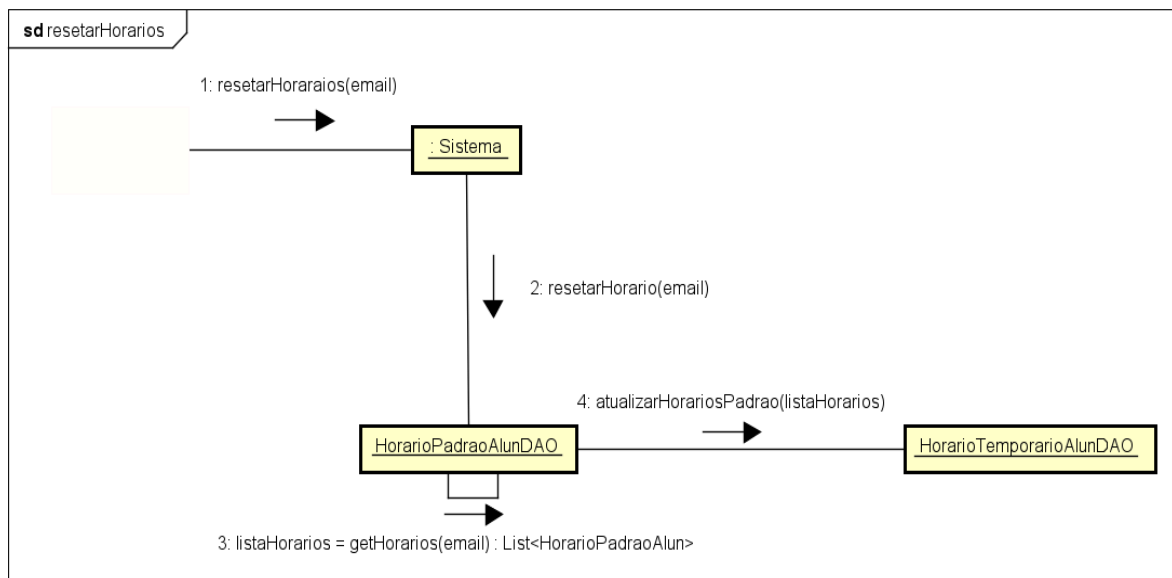 sd resetarHorarios
1: resetarHoraraios(email)
: Sistema
2: resetarHorario(email)
4: atualizarHorariosPadrao(listaHorarios)
HorarioPadraoAlunDAO
HorarioTemporarioAlunDAO
3: listaHorarios = getHorarios(email) : List<HorarioPadraoAlun>